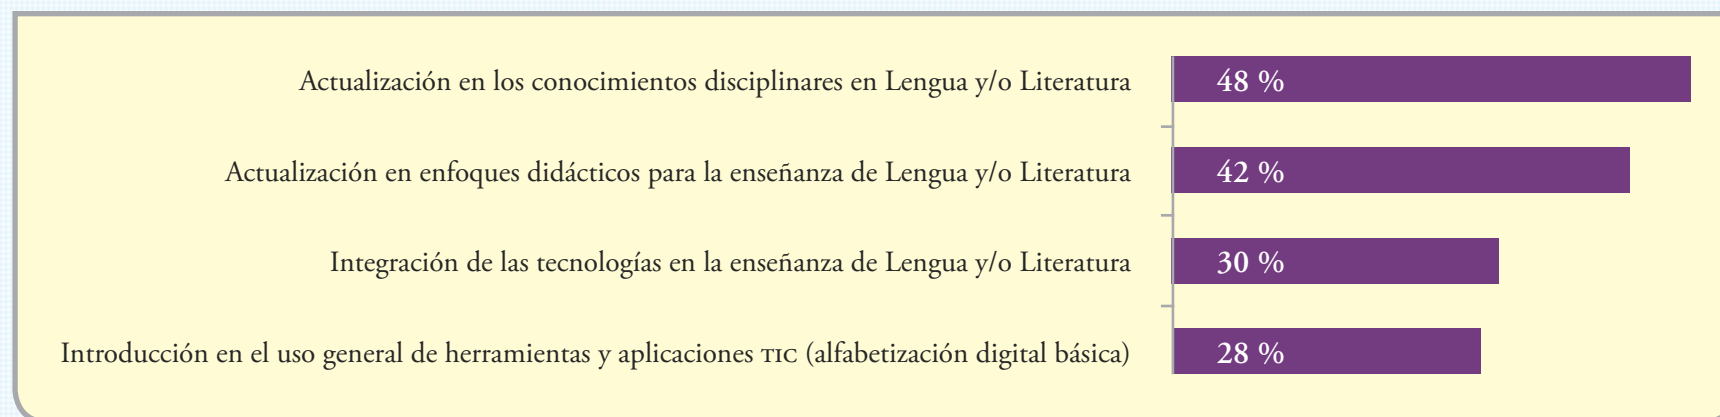 Actualización en los conocimientos disciplinares en Lengua y/o Literatura 48 %
Actualización en enfoques didácticos para la enseñanza de Lengua y/o Literatura 42 %
Integración de las tecnologías en la enseñanza de Lengua y/o Literatura 30 %
Introducción en el uso general de herramientas y aplicaciones TIC (alfabetización digital básica) 28 %